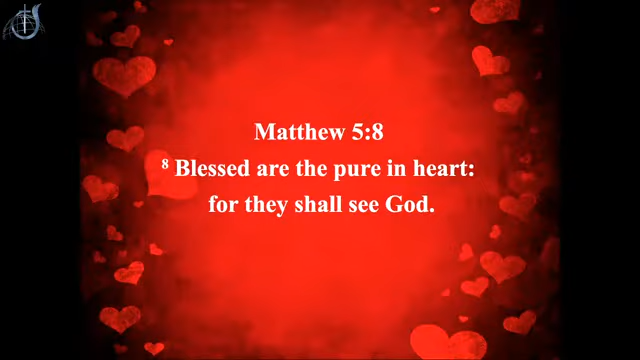 Matthew 5:8
⁸ Blessed are the pure in heart:
for they shall see God.